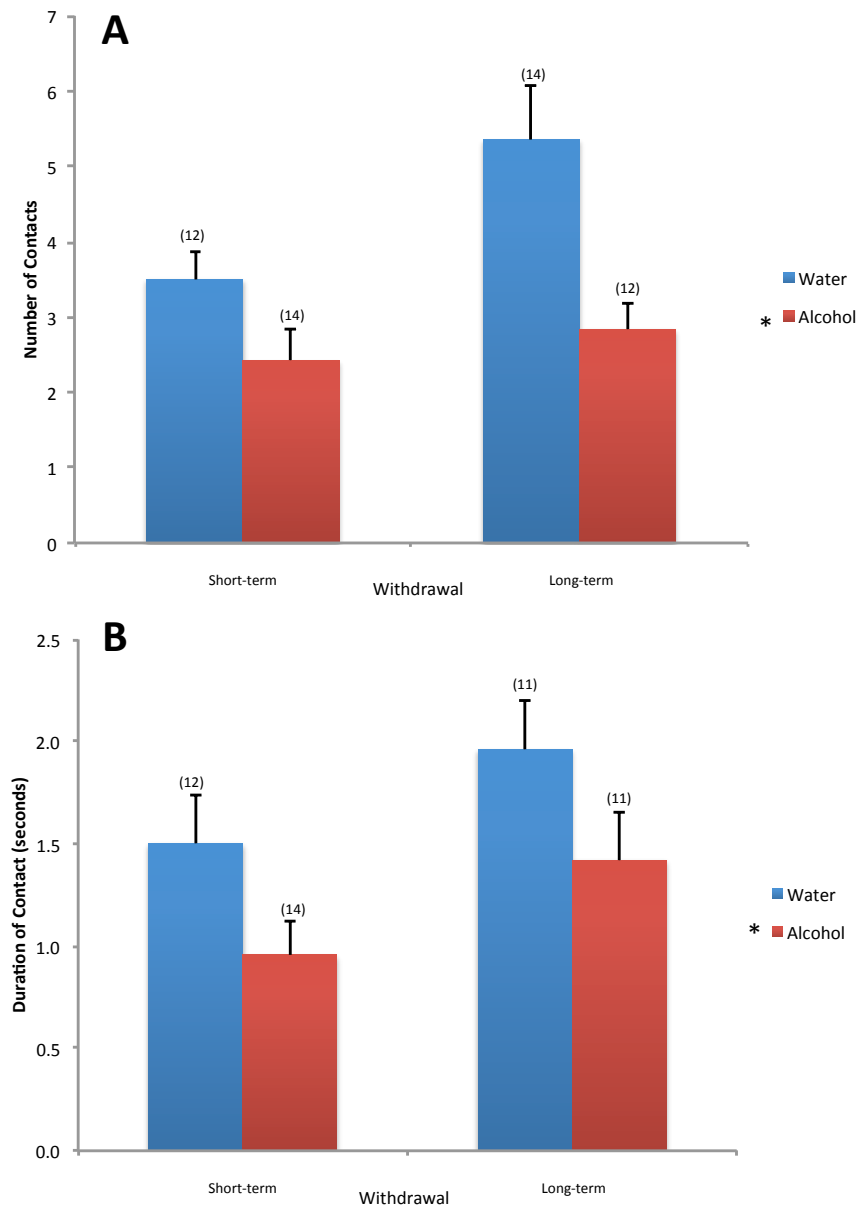 A
7
6
5
4
3
2
1
0
Number of Contacts
(12)
(14)
(14)
(12)
Water
* Alcohol
Short-term
Long-term
Withdrawal
B
2.5
2.0
1.5
1.0
0.5
0.0
Duration of Contact (seconds)
(12)
(14)
(11)
(11)
Water
* Alcohol
Short-term
Long-term
Withdrawal